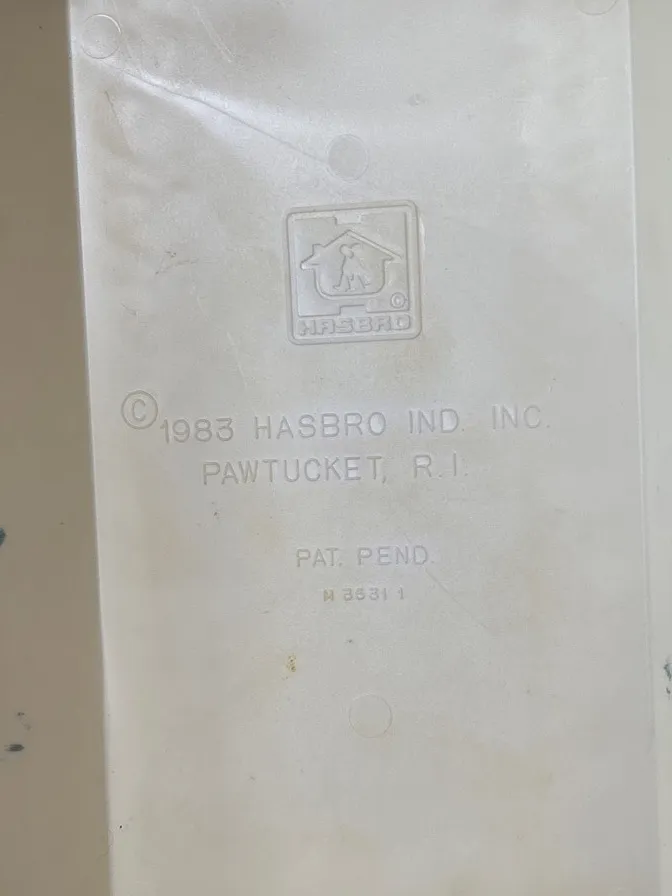 ©
HASBRO
© 1983 HASBRO IND. INC.
PAWTUCKET, R.I.
PAT. PEND.